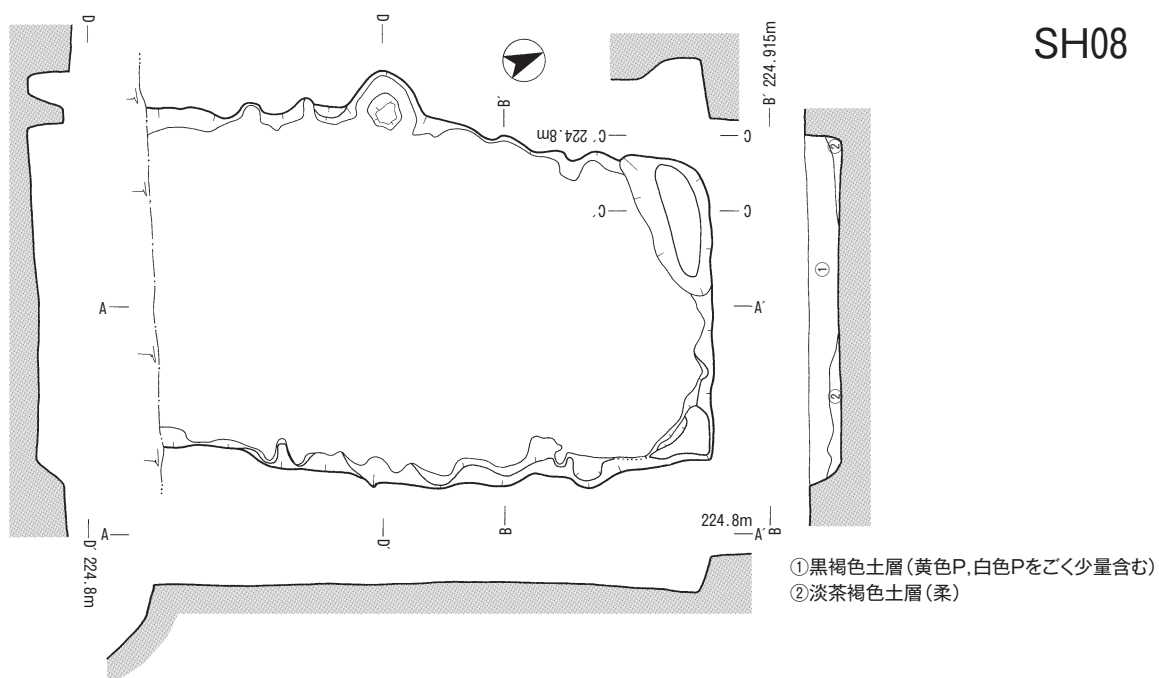 SH08
D
D
B´ 224.915m
B´
C´ 224.8m
C
C´
C
②
①
②
A
A´
A
D´ 224.8m
D´
B
224.8m
A´
B
①黒褐色土層(黄色P,白色Pをごく少量含む)
②淡茶褐色土層(柔)